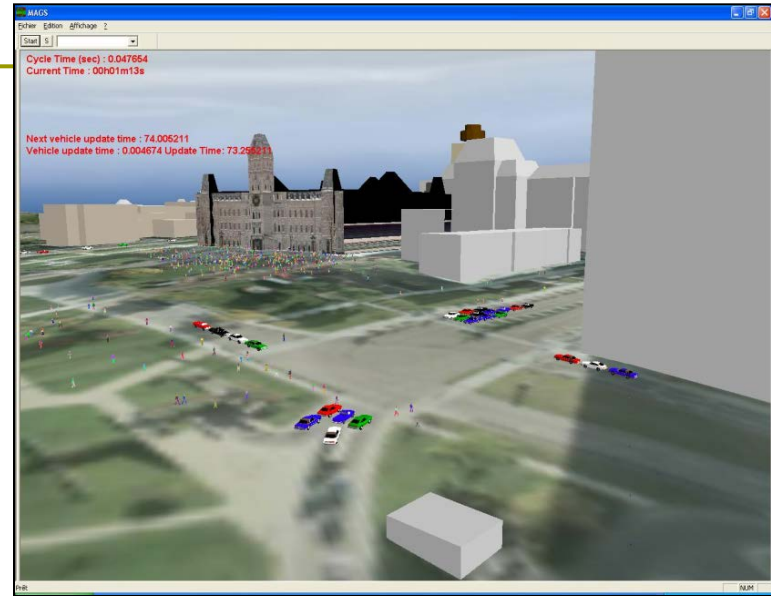 MAGS
Fichier Edition Affichage ?
Start S
Cycle Time (sec) : 0.047654
Current Time : 00h01m13s
Next vehicle update time : 74.005211
Vehicle update time : 0.004674 Update Time: 73.255211
Prêt NUM